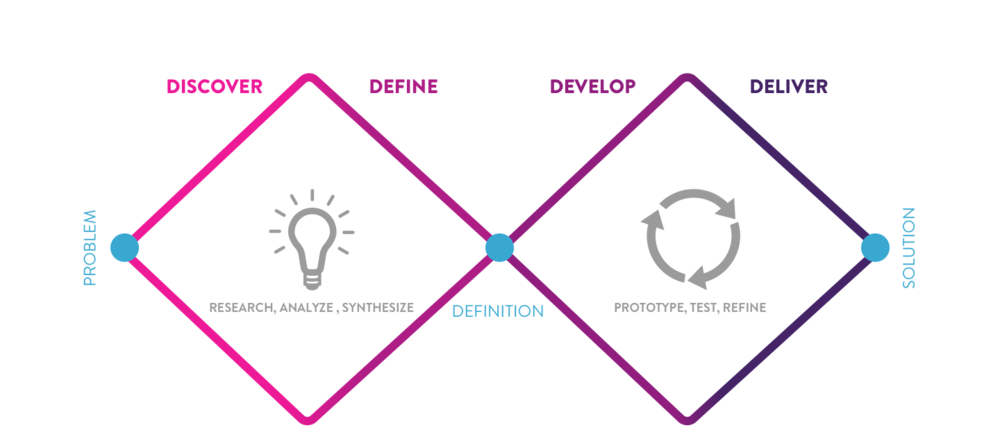 DISCOVER
DEFINE
DEVELOP
DELIVER
PROBLEM
RESEARCH, ANALYZE , SYNTHESIZE
DEFINITION
PROTOTYPE, TEST, REFINE
SOLUTION